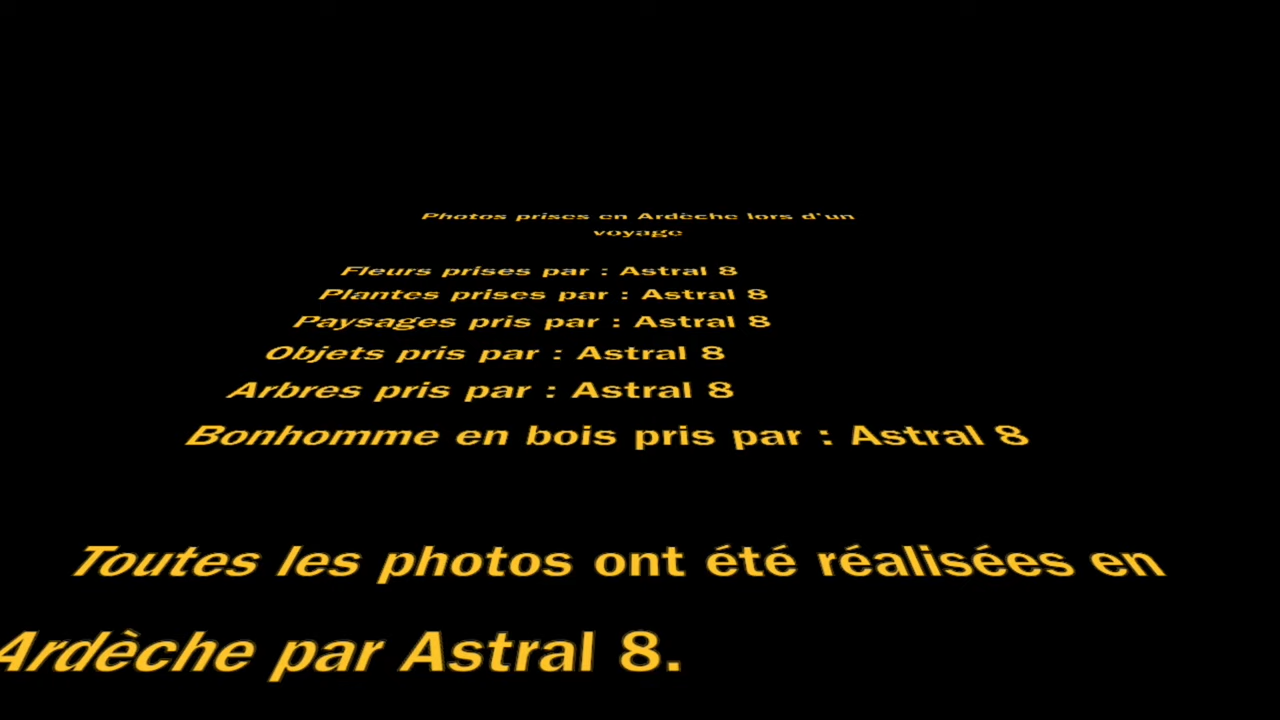 Photos prises en Ardèche lors d'un
voyage
Fleurs prises par : Astral 8
Plantes prises par : Astral 8
Paysages pris par : Astral 8
Objets pris par : Astral 8
Arbres pris par : Astral 8
Bonhomme en bois pris par : Astral 8
Toutes les photos ont été réalisées en
Ardèche par Astral 8.